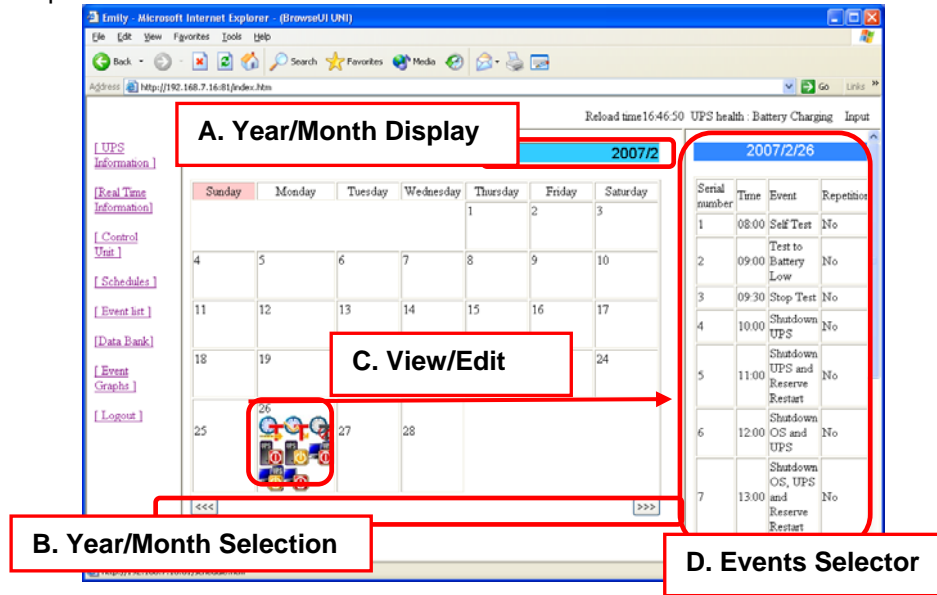 Emily - Microsoft Internet Explorer - (BrowseUI UNI)
File Edit View Favorites Tools Help
Back Search Favorites Media
Address http://192.168.7.16:81/index.htm Go Links »
Reload time16:46:50 UPS health : Battery Charging Input
A. Year/Month Display
2007/2
2007/2/26
[ UPS
Information ]
[Real Time
Information]
[ Control
Unit ]
[ Schedules ]
[ Event list ]
[Data Bank]
[ Event
Graphs ]
[ Logout ]
Sunday Monday Tuesday Wednesday Thursday Friday Saturday
1 2 3
4 5 6 7 8 9 10
11 12 13 14 15 16 17
18 19 24
C. View/Edit
25 26 27 28
<<< >>>
B. Year/Month Selection
Serial
number Time Event Repetition
1 08:00 Self Test No
2 09:00 Test to
Battery
Low No
3 09:30 Stop Test No
4 10:00 Shutdown
UPS No
5 11:00 Shutdown
UPS and
Reserve
Restart No
6 12:00 Shutdown
OS and
UPS No
7 13:00 Shutdown
OS, UPS
and
Reserve
Restart No
D. Events Selector